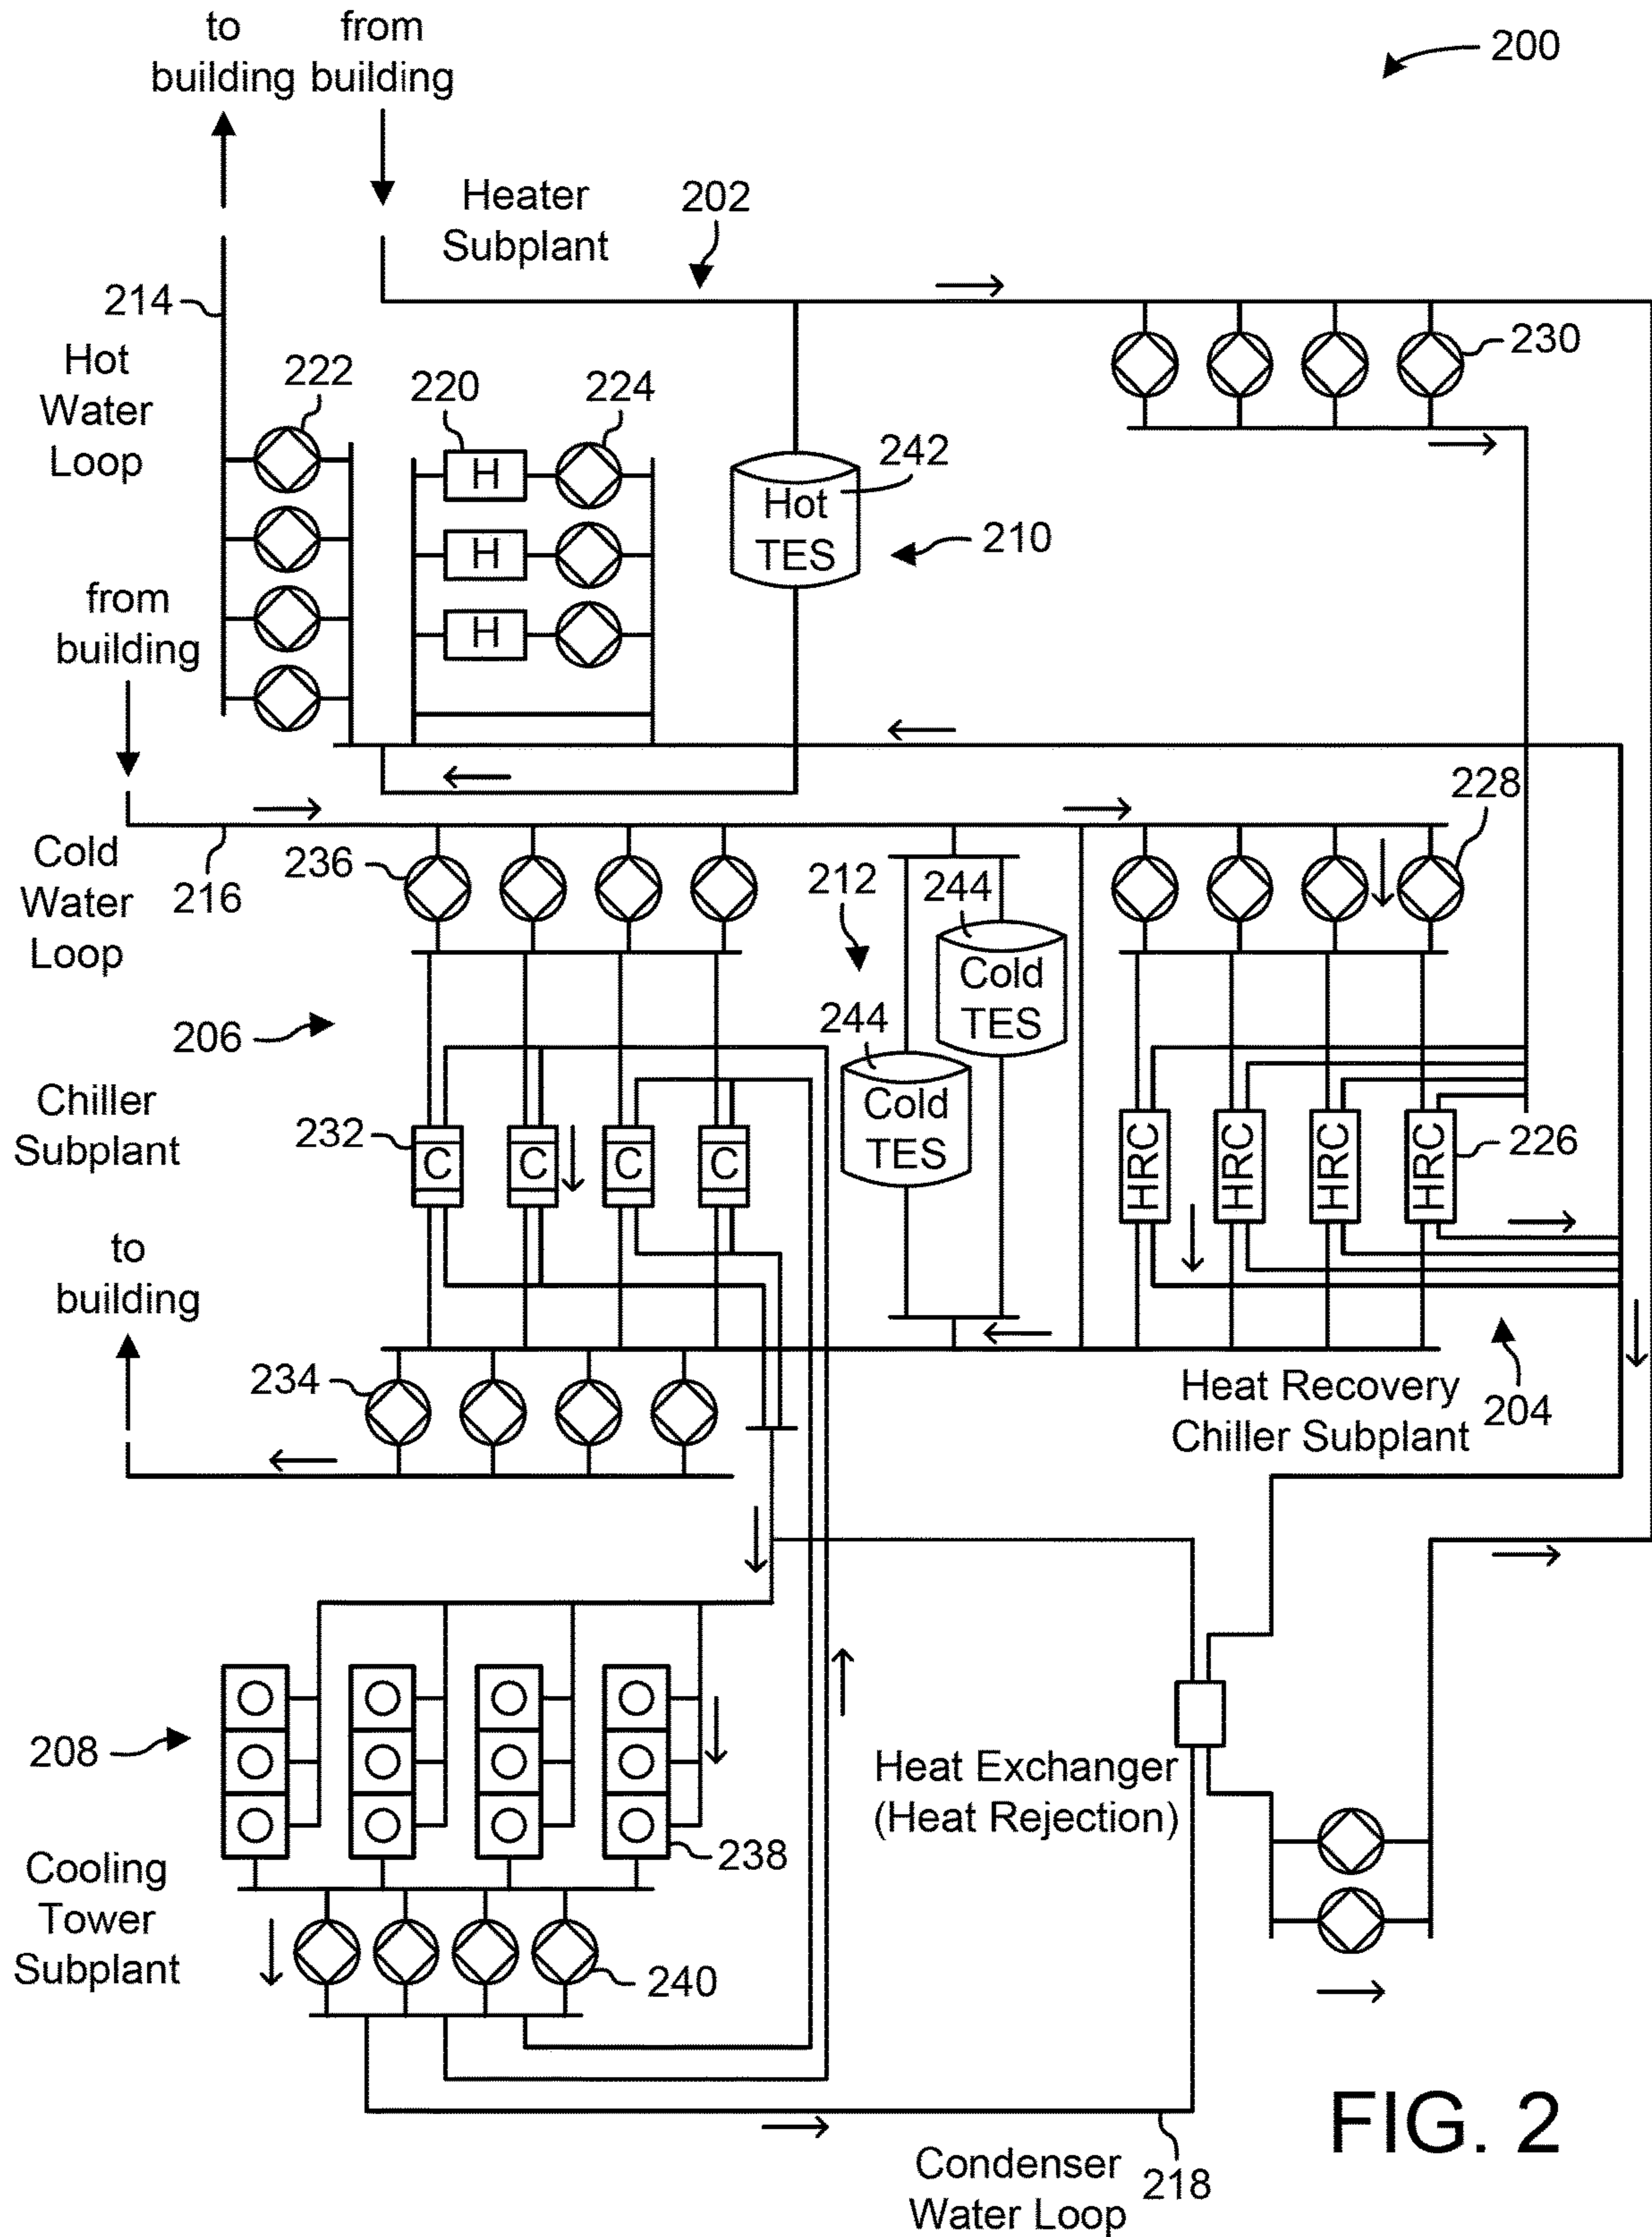 to
building
from
building
200
Heater
Subplant
202
214
Hot
Water
Loop
222
220
224
230
H
H
H
242
Hot
TES
210
from
building
228
Cold
Water
Loop
216
236
212
244
Cold
TES
244
Cold
TES
206
Chiller
Subplant
232
C
C
C
C
HRC
HRC
HRC
HRC
226
to
building
234
Heat Recovery
Chiller Subplant
204
208
Heat Exchanger
(Heat Rejection)
238
Cooling
Tower
Subplant
240
FIG. 2
Condenser
Water Loop
218